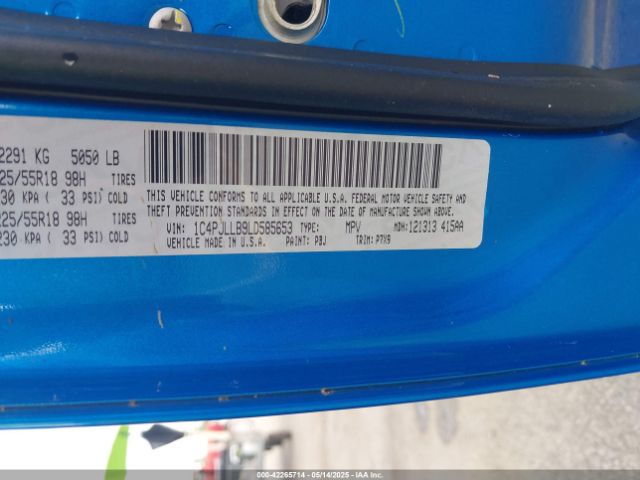 2291 KG 5050 LB
25/55R18 98H TIRES
230 KPA ( 33 PSI) COLD
225/55R18 98H TIRES
230 KPA ( 33 PSI) COLD
THIS VEHICLE CONFORMS TO ALL APPLICABLE U.S.A. FEDERAL MOTOR VEHICLE SAFETY AND
THEFT PREVENTION STANDARDS IN EFFECT ON THE DATE OF MANUFACTURE SHOWN ABOVE.
VIN: 1C4PJLLB9LD585653 TYPE: MPV MDH: 121313 415AA
MADE IN U.S.A. PAINT: PBJ TRIM: P7X9
000-42265714 - 05/14/2025 - IAA Inc.